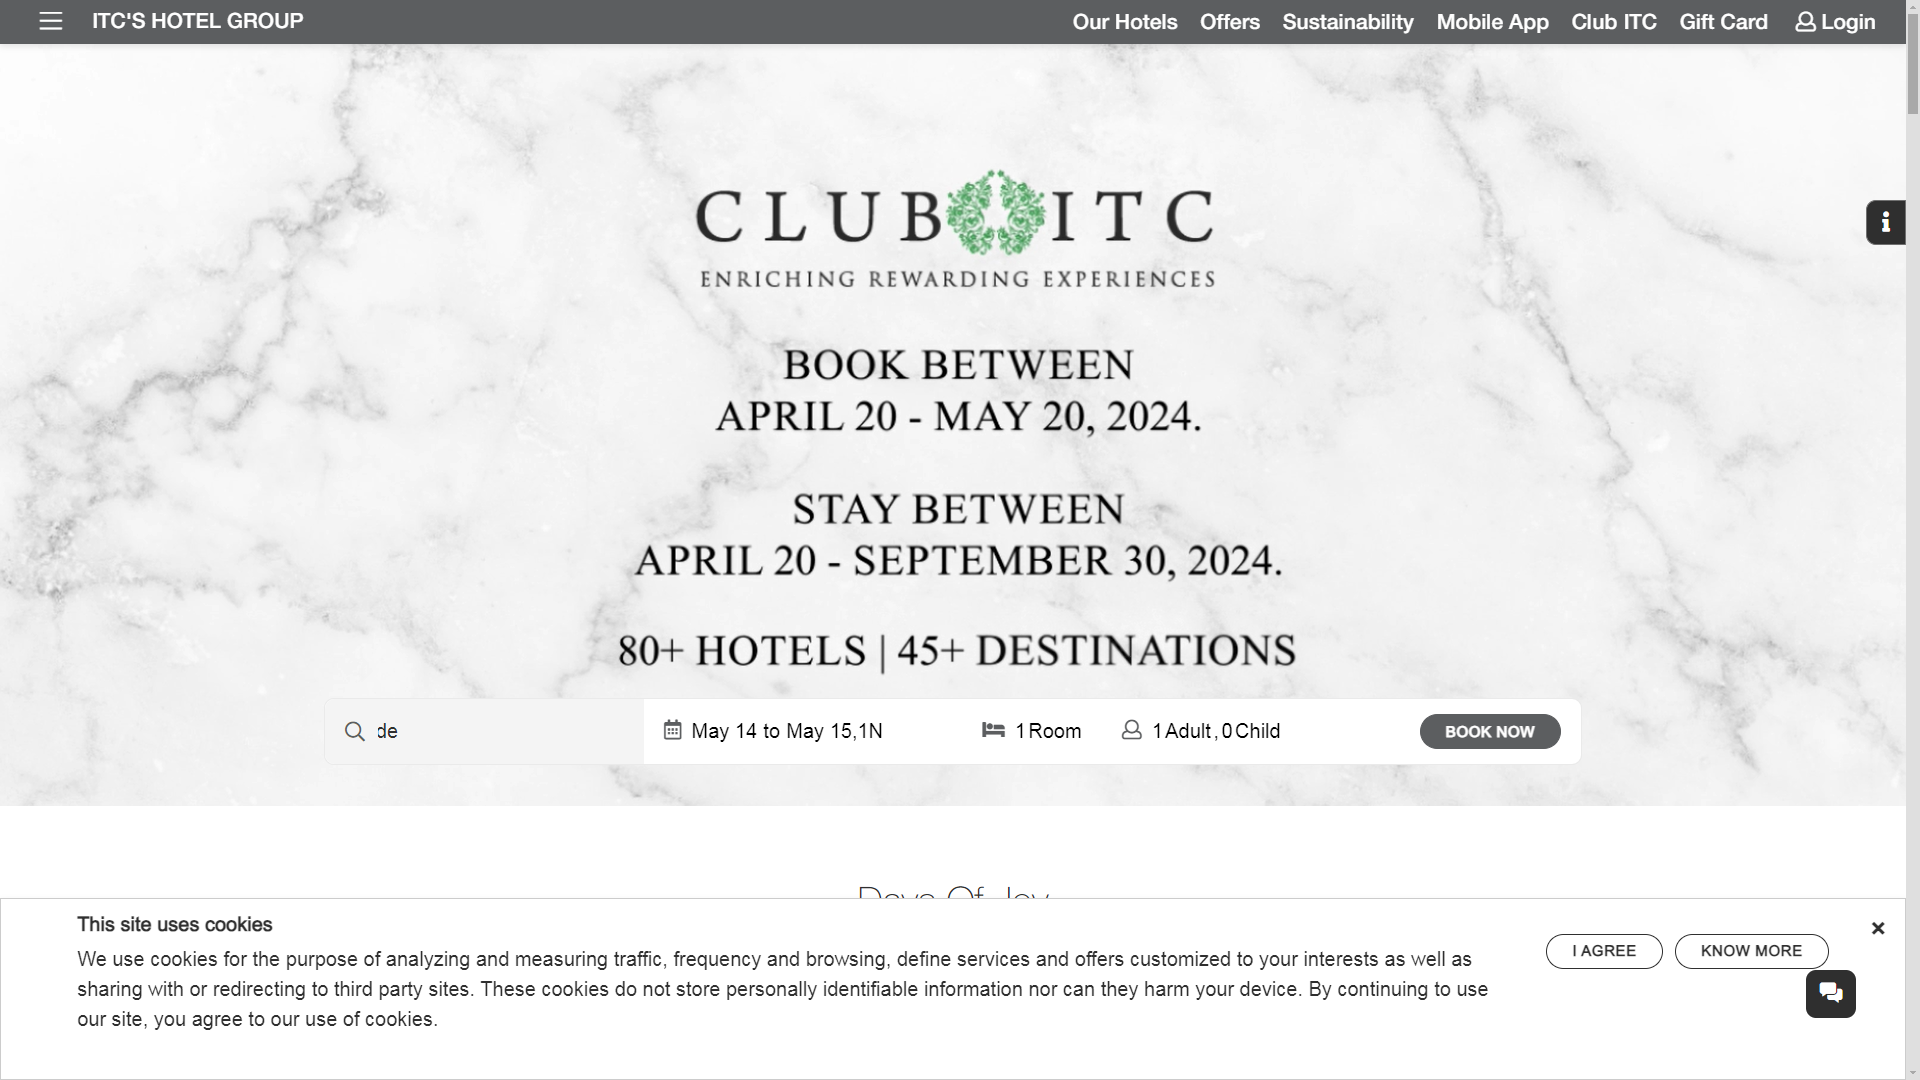 ITC'S HOTEL GROUP
Our Hotels Offers Sustainability Mobile App Club ITC Gift Card Login
CLUB ITC
ENRICHING REWARDING EXPERIENCES
BOOK BETWEEN
APRIL 20 - MAY 20, 2024.
STAY BETWEEN
APRIL 20 - SEPTEMBER 30, 2024.
80+ HOTELS | 45+ DESTINATIONS
de May 14 to May 15,1N 1 Room 1 Adult , 0 Child BOOK NOW
Days Of Joy
This site uses cookies
We use cookies for the purpose of analyzing and measuring traffic, frequency and browsing, define services and offers customized to your interests as well as
sharing with or redirecting to third party sites. These cookies do not store personally identifiable information nor can they harm your device. By continuing to use
our site, you agree to our use of cookies.
I AGREE KNOW MORE